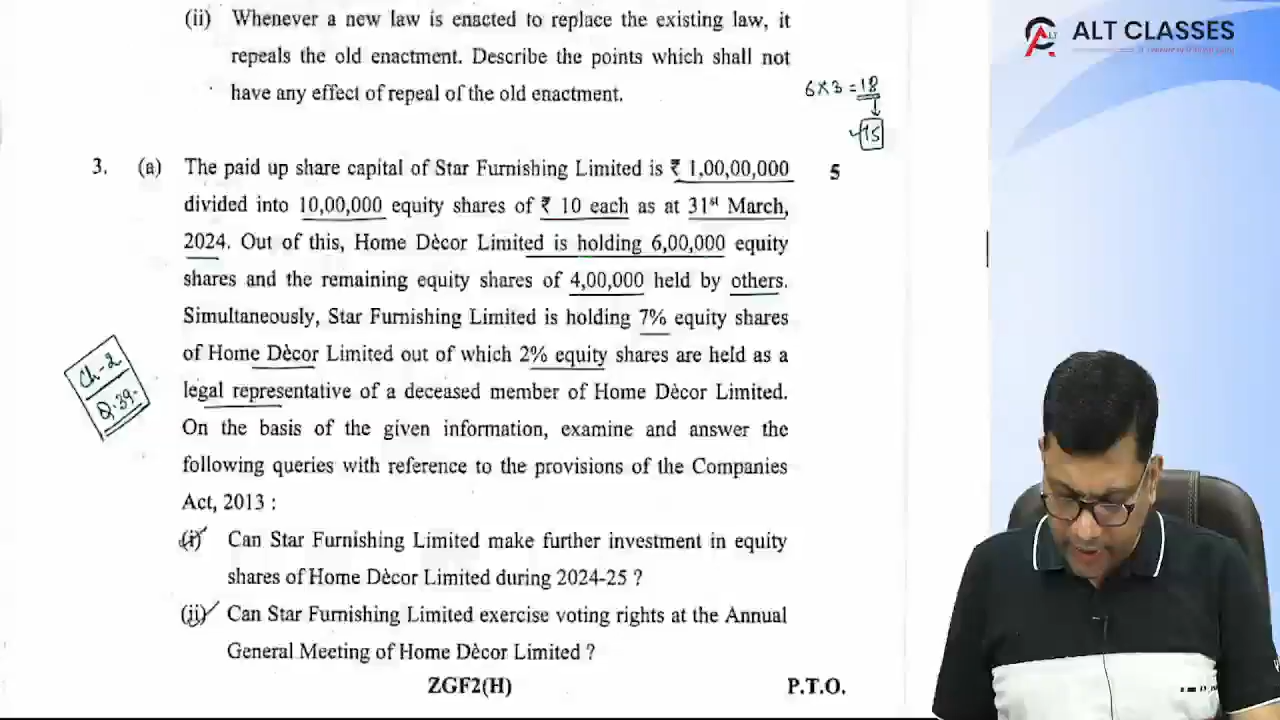 (ii) Whenever a new law is enacted to replace the existing law, it
repeals the old enactment. Describe the points which shall not
have any effect of repeal of the old enactment.
ALT CLASSES
6×3 = 18
15
3. (a) The paid up share capital of Star Furnishing Limited is ₹ 1,00,00,000 5
divided into 10,00,000 equity shares of ₹ 10 each as at 31st March,
2024. Out of this, Home Dècor Limited is holding 6,00,000 equity
shares and the remaining equity shares of 4,00,000 held by others.
Simultaneously, Star Furnishing Limited is holding 7% equity shares
of Home Dècor Limited out of which 2% equity shares are held as a
legal representative of a deceased member of Home Dècor Limited.
On the basis of the given information, examine and answer the
following queries with reference to the provisions of the Companies
Act, 2013 :
Ch-2
Q.39.
(i) Can Star Furnishing Limited make further investment in equity
shares of Home Dècor Limited during 2024-25 ?
(ii) Can Star Furnishing Limited exercise voting rights at the Annual
General Meeting of Home Dècor Limited ?
ZGF2(H) P.T.O.